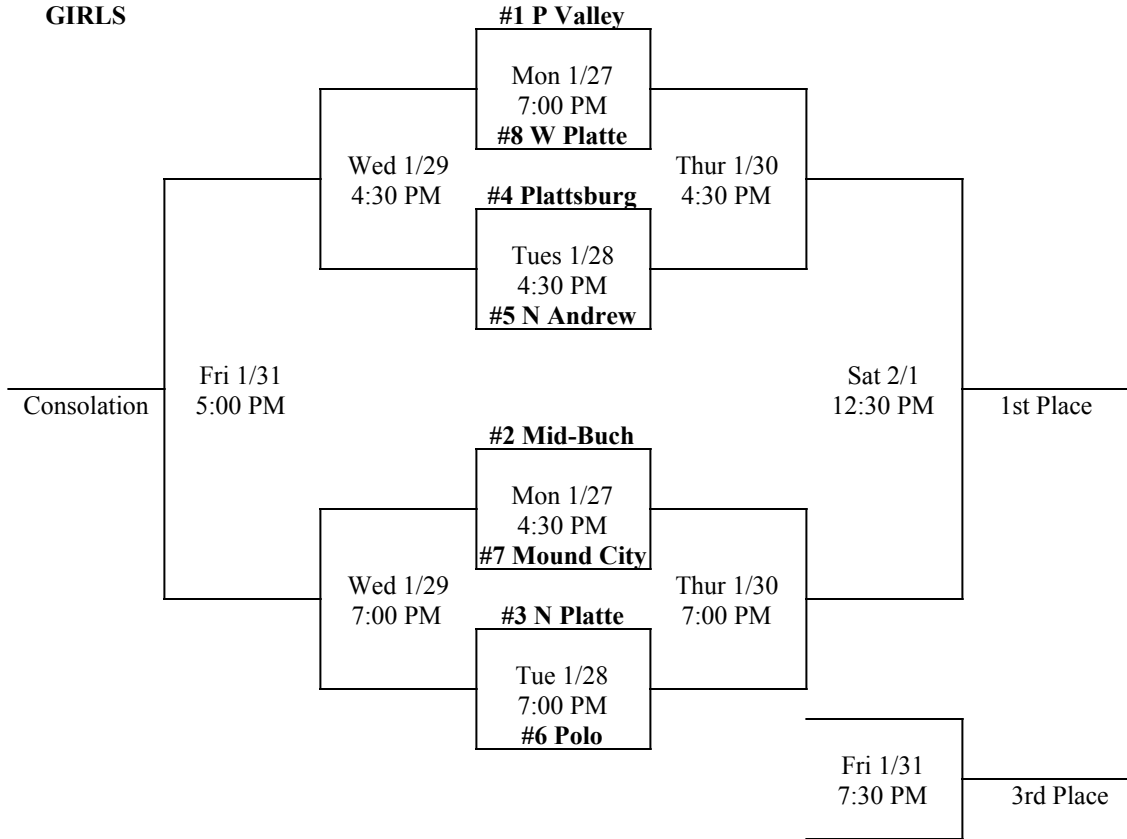 GIRLS
#1 P Valley
Mon 1/27
7:00 PM
#8 W Platte
Wed 1/29
4:30 PM
Thur 1/30
4:30 PM
#4 Plattsburg
Tues 1/28
4:30 PM
#5 N Andrew
Fri 1/31
5:00 PM
Consolation
Sat 2/1
12:30 PM
1st Place
#2 Mid-Buch
Mon 1/27
4:30 PM
#7 Mound City
Wed 1/29
7:00 PM
Thur 1/30
7:00 PM
#3 N Platte
Tue 1/28
7:00 PM
#6 Polo
Fri 1/31
7:30 PM
3rd Place